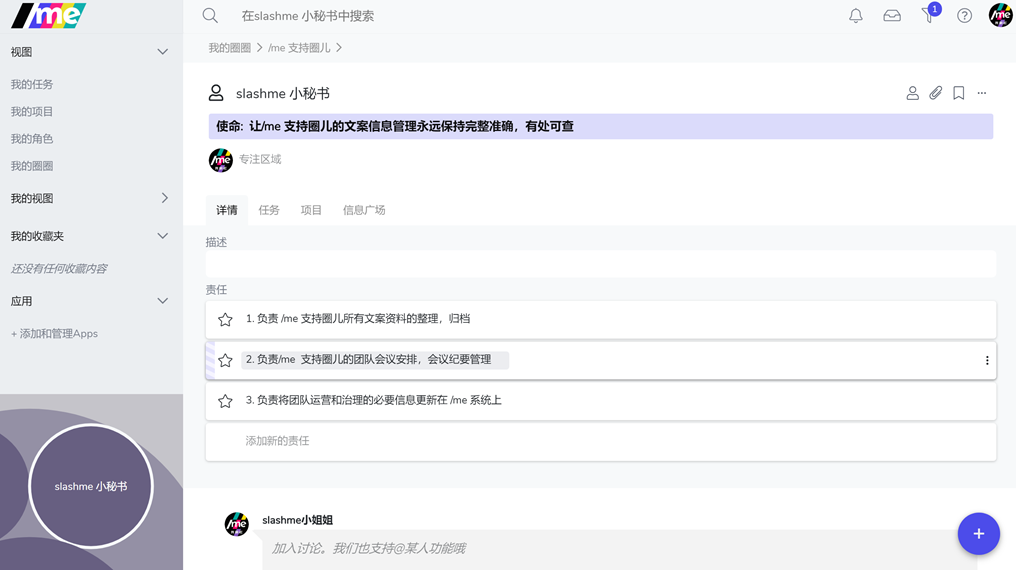 /me
在slashme 小秘书中搜索
1
/me
视图
我的任务
我的项目
我的角色
我的圈圈
我的视图
我的收藏夹
还没有任何收藏内容
应用
+ 添加和管理Apps
slashme 小秘书
我的圈圈 > /me 支持圈儿 >
slashme 小秘书
使命: 让/me 支持圈儿的文案信息管理永远保持完整准确，有处可查
/me
专注区域
详情 任务 项目 信息广场
描述
责任
1. 负责 /me 支持圈儿所有文案资料的整理，归档
2. 负责/me 支持圈儿的团队会议安排，会议纪要管理
3. 负责将团队运营和治理的必要信息更新在 /me 系统上
添加新的责任
/me
slashme小姐姐
加入讨论。我们也支持@某人功能哦